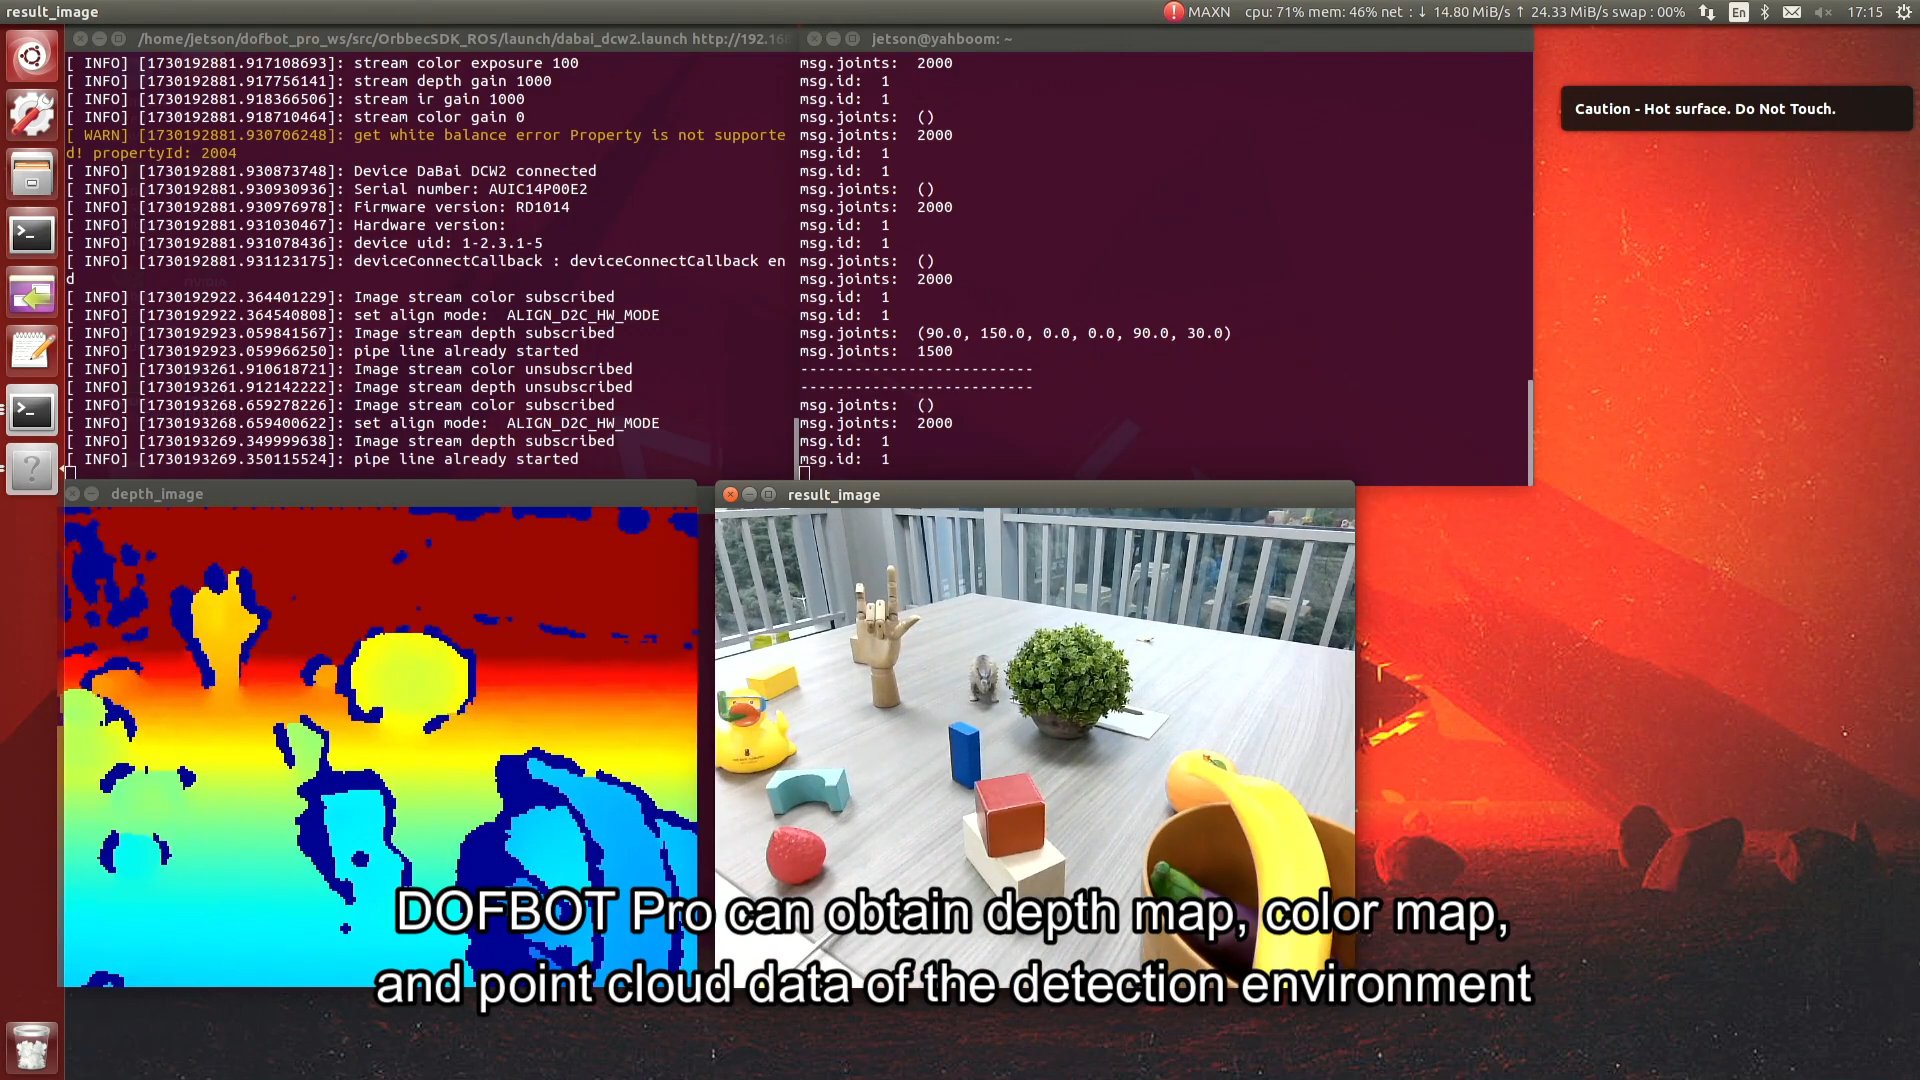 result_image
MAXN cpu: 71% mem: 46% net : ↓ 14.80 MiB/s ↑ 24.33 MiB/s swap : 00% En 17:15
/home/jetson/dofbot_pro_ws/src/OrbbecSDK_ROS/launch/dabai_dcw2.launch http://192.168
[ INFO] [1730192881.917108693]: stream color exposure 100
[ INFO] [1730192881.917756141]: stream depth gain 1000
[ INFO] [1730192881.918366506]: stream ir gain 1000
[ INFO] [1730192881.918710464]: stream color gain 0
[ WARN] [1730192881.930706248]: get white balance error Property is not supporte
d! propertyId: 2004
[ INFO] [1730192881.930873748]: Device DaBai DCW2 connected
[ INFO] [1730192881.930930936]: Serial number: AUIC14P00E2
[ INFO] [1730192881.930976978]: Firmware version: RD1014
[ INFO] [1730192881.931030467]: Hardware version:
[ INFO] [1730192881.931078436]: device uid: 1-2.3.1-5
[ INFO] [1730192881.931123175]: deviceConnectCallback : deviceConnectCallback en
d
[ INFO] [1730192922.364401229]: Image stream color subscribed
[ INFO] [1730192922.364540808]: set align mode:  ALIGN_D2C_HW_MODE
[ INFO] [1730192923.059841567]: Image stream depth subscribed
[ INFO] [1730192923.059966250]: pipe line already started
[ INFO] [1730193261.910618721]: Image stream color unsubscribed
[ INFO] [1730193261.912142222]: Image stream depth unsubscribed
[ INFO] [1730193268.659278226]: Image stream color subscribed
[ INFO] [1730193268.659400622]: set align mode:  ALIGN_D2C_HW_MODE
[ INFO] [1730193269.349999638]: Image stream depth subscribed
[ INFO] [1730193269.350115524]: pipe line already started
jetson@yahboom: ~
msg.joints:  2000
msg.id:  1
msg.id:  1
msg.joints:  ()
msg.joints:  2000
msg.id:  1
msg.id:  1
msg.joints:  ()
msg.joints:  2000
msg.id:  1
msg.id:  1
msg.joints:  ()
msg.joints:  2000
msg.id:  1
msg.id:  1
msg.joints:  (90.0, 150.0, 0.0, 0.0, 90.0, 30.0)
msg.joints:  1500
--------------------------
--------------------------
msg.joints:  ()
msg.joints:  2000
msg.id:  1
msg.id:  1
Caution - Hot surface. Do Not Touch.
depth_image
result_image
DOFBOT Pro can obtain depth map, color map,
and point cloud data of the detection environment